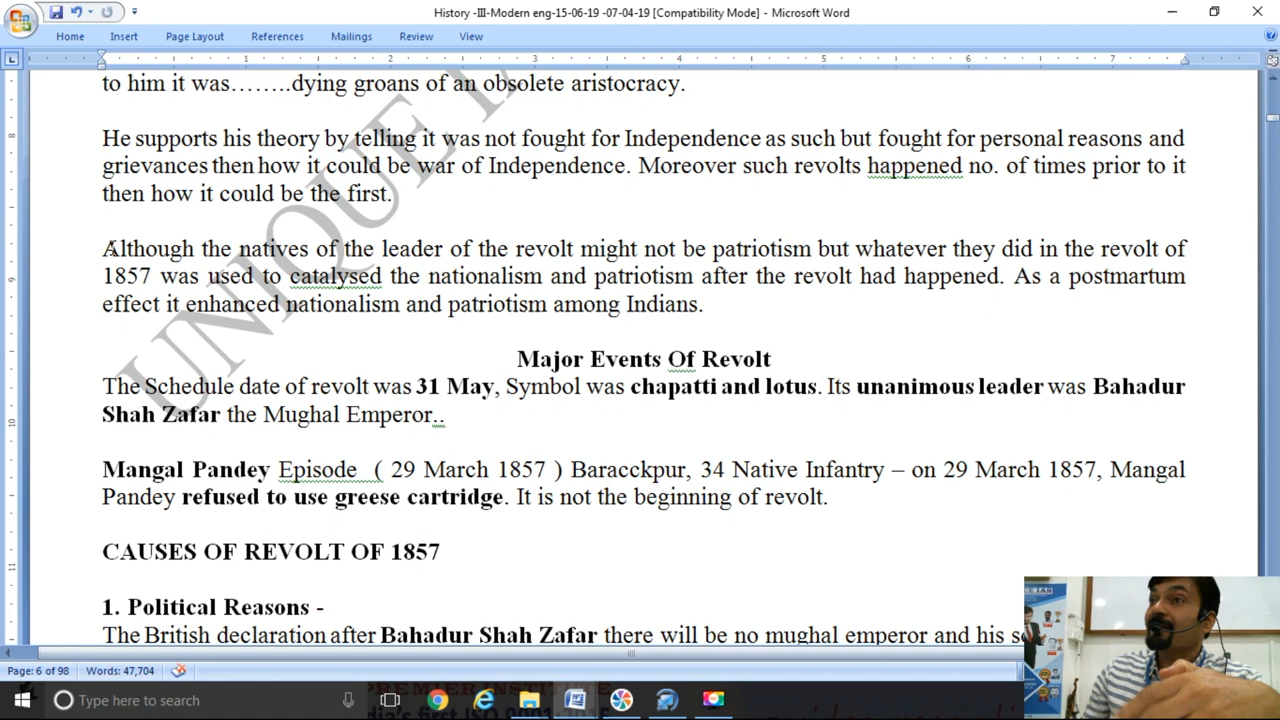 History -III-Modern eng-15-06-19 -07-04-19 [Compatibility Mode] - Microsoft Word
Home Insert Page Layout References Mailings Review View
1 2 3 4 5 6 7
to him it was……..dying groans of an obsolete aristocracy.
He supports his theory by telling it was not fought for Independence as such but fought for personal reasons and
grievances then how it could be war of Independence. Moreover such revolts happened no. of times prior to it
then how it could be the first.
Although the natives of the leader of the revolt might not be patriotism but whatever they did in the revolt of
1857 was used to catalysed the nationalism and patriotism after the revolt had happened. As a postmartum
effect it enhanced nationalism and patriotism among Indians.
Major Events Of Revolt
The Schedule date of revolt was 31 May, Symbol was chapatti and lotus. Its unanimous leader was Bahadur
Shah Zafar the Mughal Emperor..
Mangal Pandey Episode ( 29 March 1857 ) Baracckpur, 34 Native Infantry – on 29 March 1857, Mangal
Pandey refused to use greese cartridge. It is not the beginning of revolt.
CAUSES OF REVOLT OF 1857
1. Political Reasons -
The British declaration after Bahadur Shah Zafar there will be no mughal emperor and his
UNIQUE
Page: 6 of 98 Words: 47,704
Type here to search